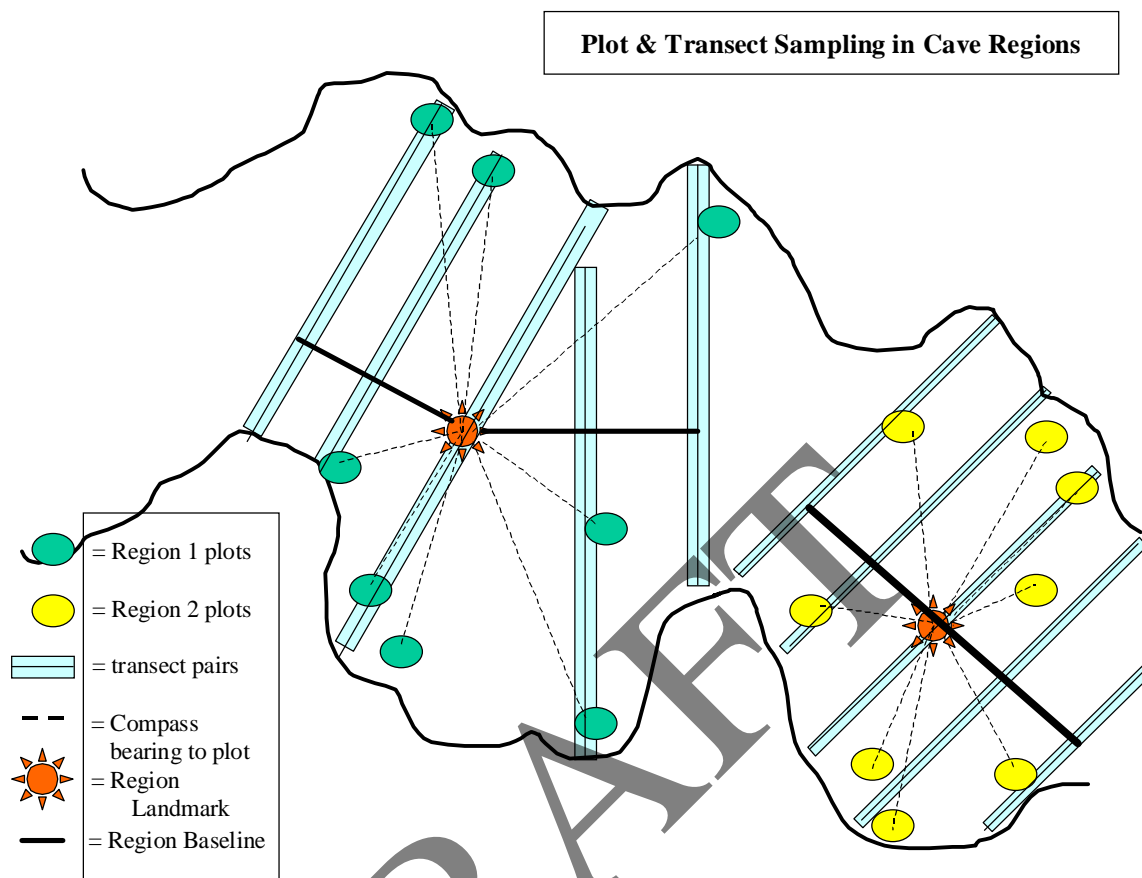 Plot & Transect Sampling in Cave Regions
= Region 1 plots
= Region 2 plots
= transect pairs
= Compass
bearing to plot
= Region
Landmark
= Region Baseline
DRAFT